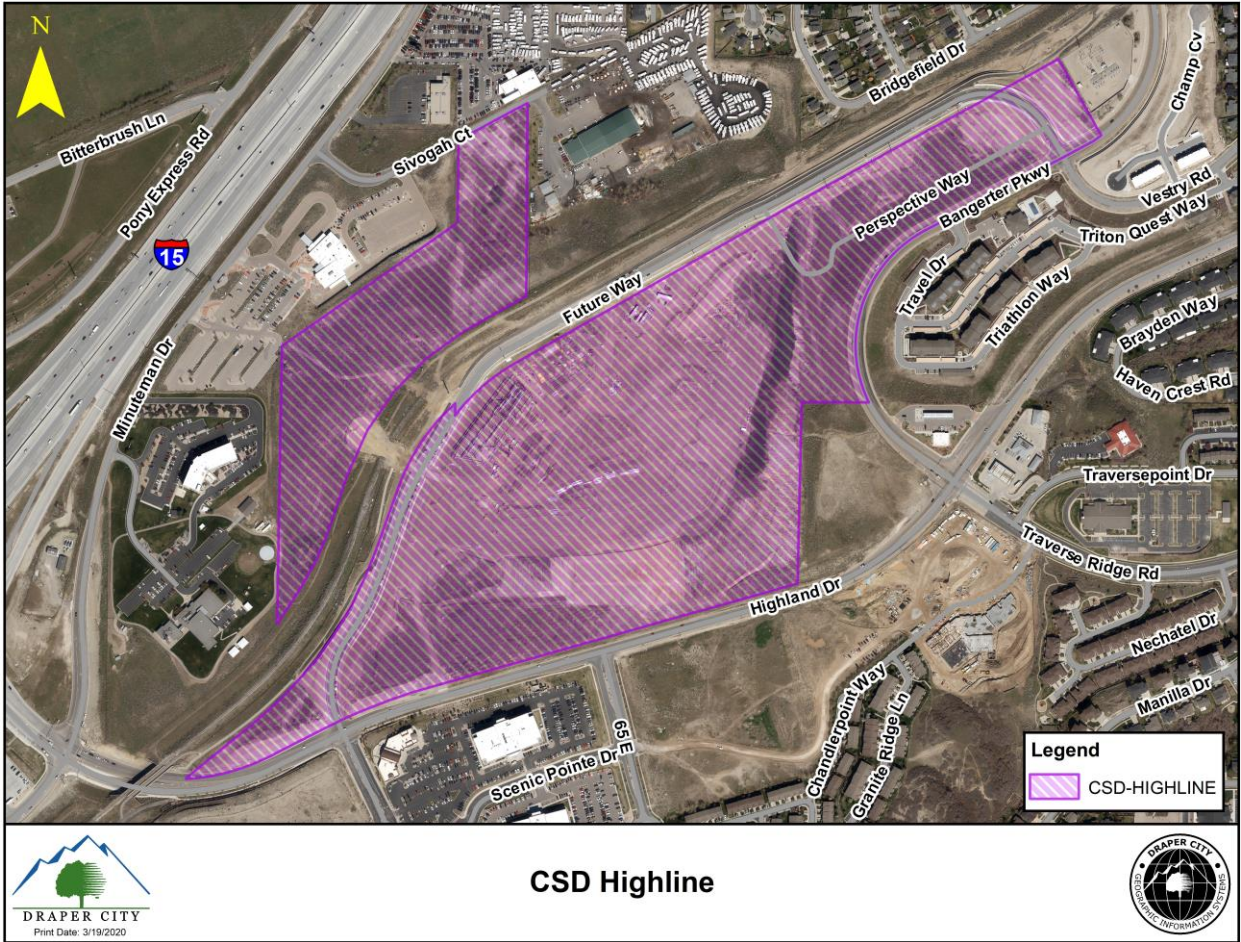 N
Bitterbrush Ln
Pony Express Rd
15
Sivogah Ct
Minuteman Dr
Future Way
Bridgefield Dr
Champ Cv
Perspective Way
Bangerter Pkwy
Vestry Rd
Triton Quest Way
Travel Dr
Triathlon Way
Brayden Way
Haven Crest Rd
Traversepoint Dr
Traverse Ridge Rd
Highland Dr
Nechatel Dr
Manilla Dr
Chandlerpoint Way
Granite Ridge Ln
65 E
Scenic Pointe Dr
Legend
CSD-HIGHLINE
DRAPER CITY
Print Date: 3/19/2020
CSD Highline
DRAPER CITY
GEOGRAPHIC INFORMATION SYSTEMS